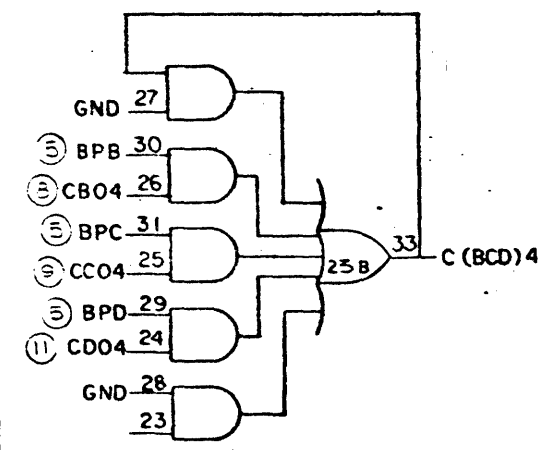 GND 27
5 BPB 30
8 CBO4 26
5 BPC 31
9 CCO4 25
23B 33 C(BCD)4
5 BPD 29
11 CDO4 24
GND 28
23